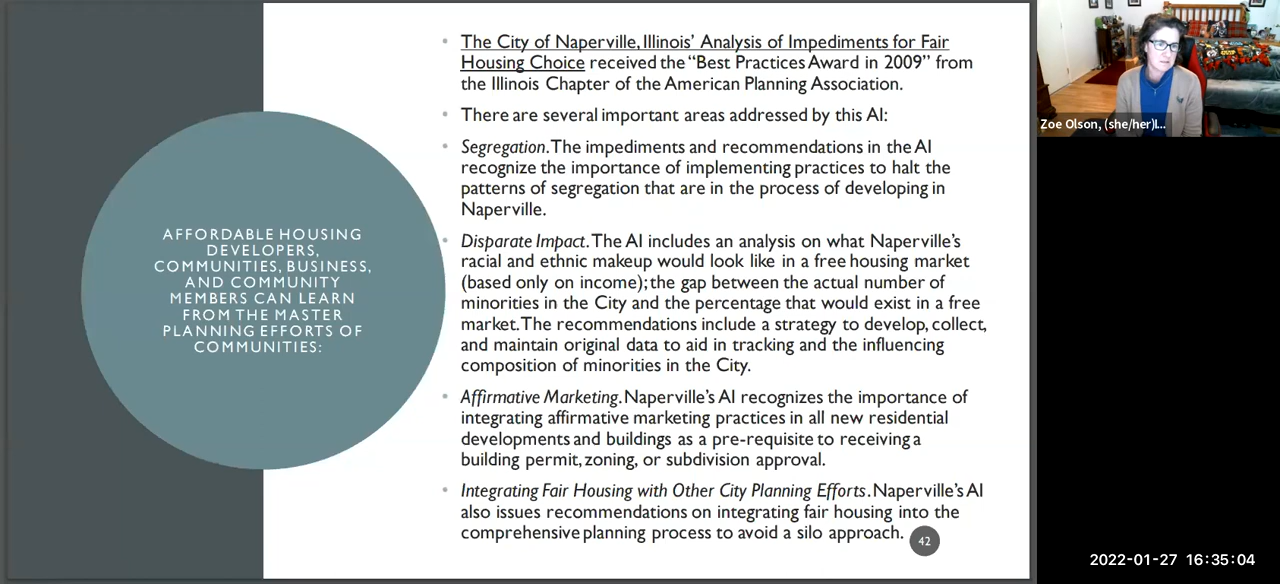 AFFORDABLE HOUSING
DEVELOPERS,
COMMUNITIES, BUSINESS,
AND COMMUNITY
MEMBERS CAN LEARN
FROM THE MASTER
PLANNING EFFORTS OF
COMMUNITIES:
The City of Naperville, Illinois' Analysis of Impediments for Fair
Housing Choice received the "Best Practices Award in 2009" from
the Illinois Chapter of the American Planning Association.
There are several important areas addressed by this AI:
Segregation. The impediments and recommendations in the AI
recognize the importance of implementing practices to halt the
patterns of segregation that are in the process of developing in
Naperville.
Disparate Impact. The AI includes an analysis on what Naperville's
racial and ethnic makeup would look like in a free housing market
(based only on income); the gap between the actual number of
minorities in the City and the percentage that would exist in a free
market. The recommendations include a strategy to develop, collect,
and maintain original data to aid in tracking and the influencing
composition of minorities in the City.
Affirmative Marketing. Naperville's AI recognizes the importance of
integrating affirmative marketing practices in all new residential
developments and buildings as a pre-requisite to receiving a
building permit, zoning, or subdivision approval.
Integrating Fair Housing with Other City Planning Efforts. Naperville's AI
also issues recommendations on integrating fair housing into the
comprehensive planning process to avoid a silo approach.
42
Zoe Olson, (she/her)I...
2022-01-27 16:35:04